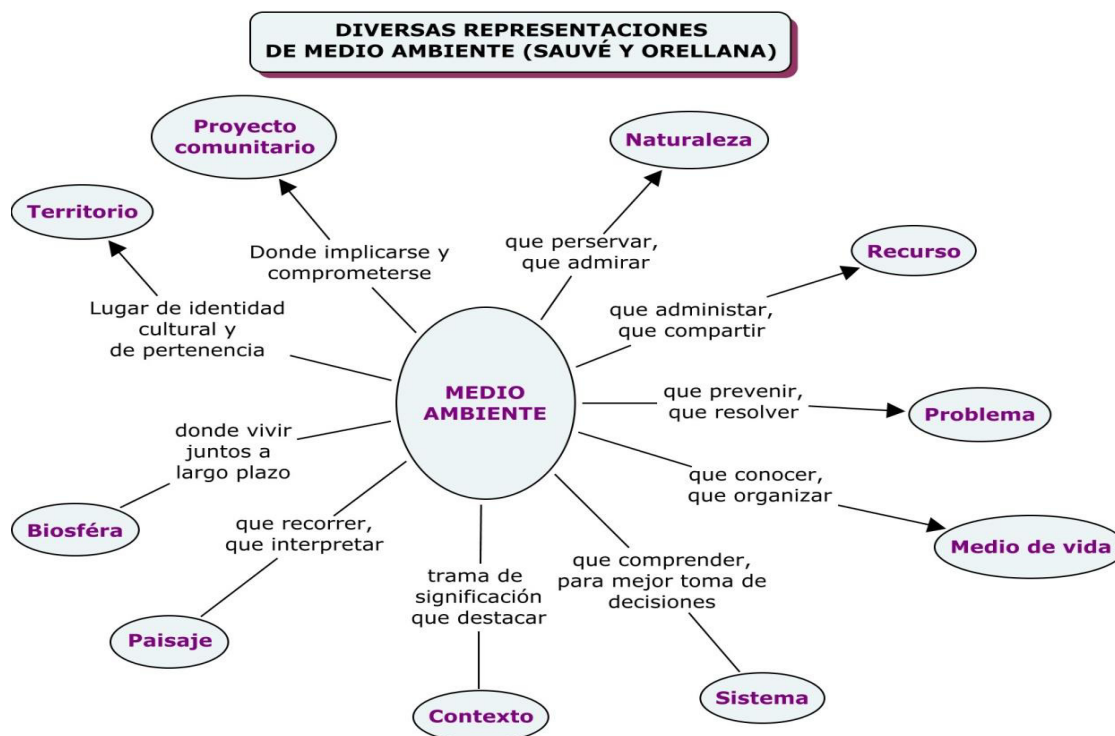 DIVERSAS REPRESENTACIONES
DE MEDIO AMBIENTE (SAUVÉ Y ORELLANA)
Proyecto
comunitario
Naturaleza
Territorio
Recurso
Donde implicarse y
comprometerse
que perservar,
que admirar
Lugar de identidad
cultural y
de pertenencia
que administar,
que compartir
MEDIO
AMBIENTE
que prevenir,
que resolver
Problema
donde vivir
juntos a
largo plazo
que conocer,
que organizar
Biosféra
que recorrer,
que interpretar
Medio de vida
que comprender,
para mejor toma de
decisiones
trama de
significación
que destacar
Paisaje
Sistema
Contexto